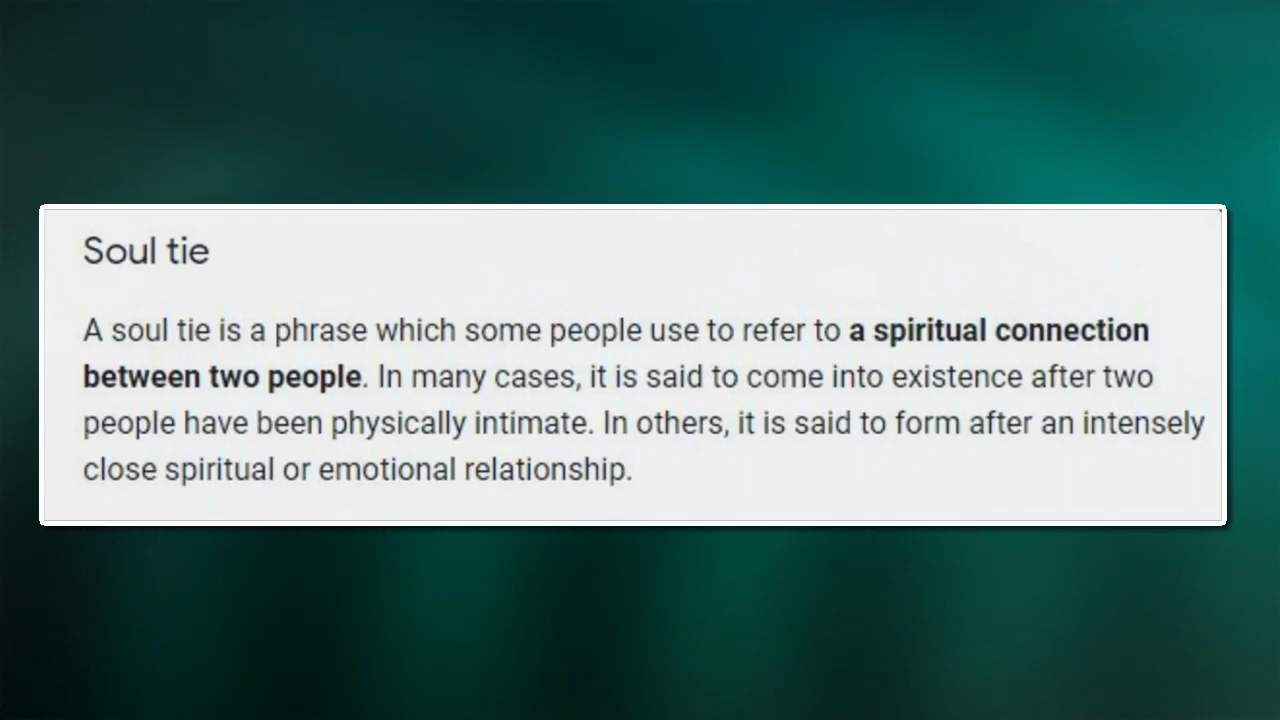 Soul tie
A soul tie is a phrase which some people use to refer to a spiritual connection
between two people. In many cases, it is said to come into existence after two
people have been physically intimate. In others, it is said to form after an intensely
close spiritual or emotional relationship.